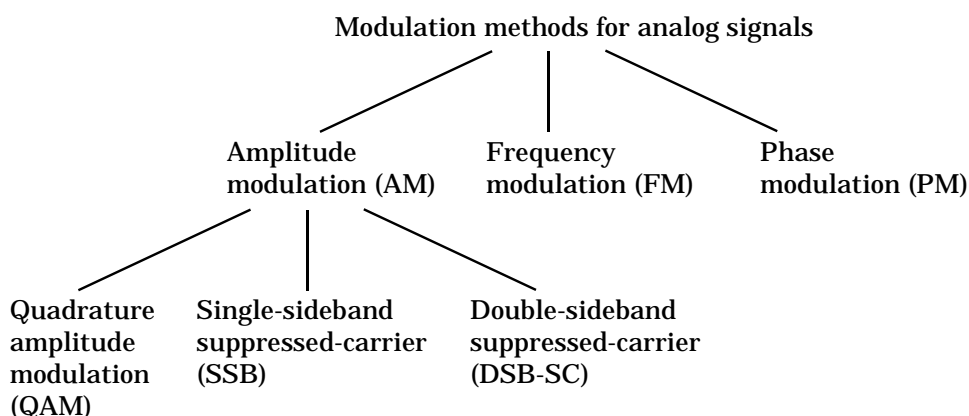 Modulation methods for analog signals
Amplitude
modulation (AM)
Frequency
modulation (FM)
Phase
modulation (PM)
Quadrature
amplitude
modulation
(QAM)
Single-sideband
suppressed-carrier
(SSB)
Double-sideband
suppressed-carrier
(DSB-SC)